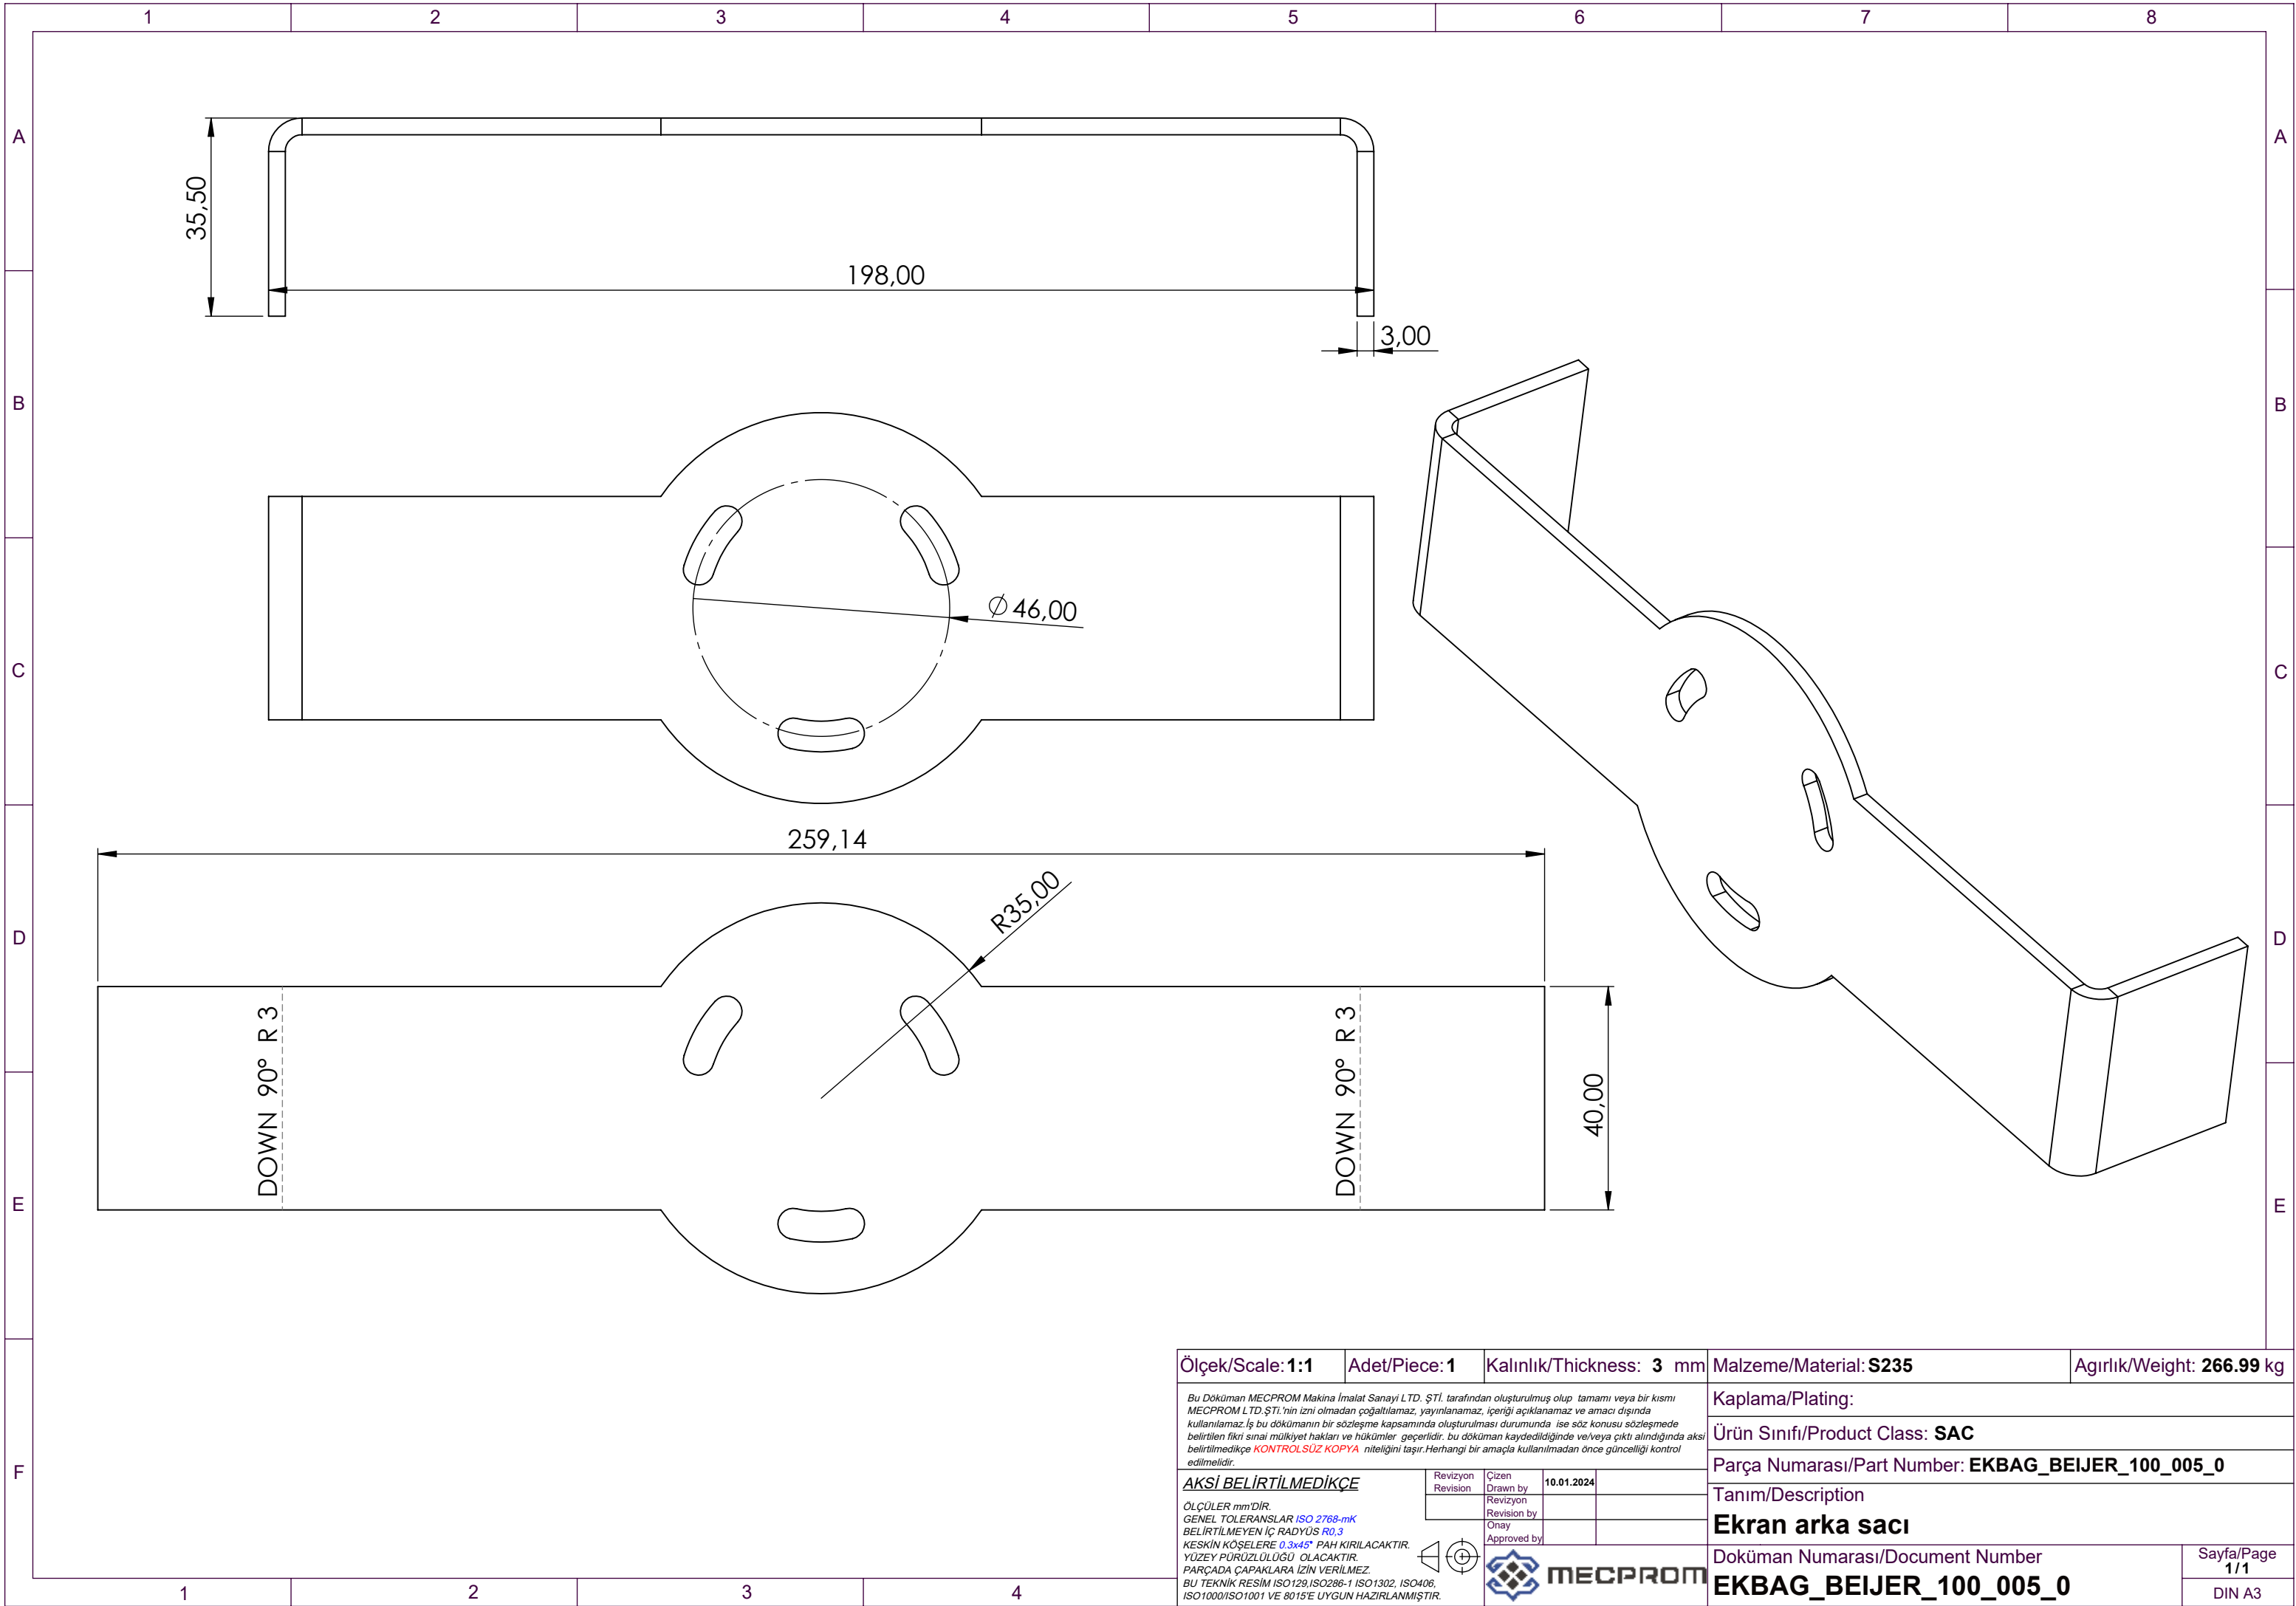 1 2 3 4 5 6 7 8
A A
35,50
198,00
3,00
B B
⌀ 46,00
C C
259,14
R35,00
D D
DOWN 90° R 3
DOWN 90° R 3
40,00
E E
F
1 2 3 4
Ölçek/Scale: 1:1 Adet/Piece: 1 Kalınlık/Thickness: 3 mm Malzeme/Material: S235 Agırlık/Weight: 266.99 kg
Bu Döküman MECPROM Makina İmalat Sanayi LTD. ŞTİ. tarafından oluşturulmuş olup tamamı veya bir kısmı
MECPROM LTD.ŞTi.'nin izni olmadan çoğaltılamaz, yayınlanamaz, içeriği açıklanamaz ve amacı dışında
kullanılamaz.İş bu dökümanın bir sözleşme kapsamında oluşturulması durumunda ise söz konusu sözleşmede
belirtilen fikri sınai mülkiyet hakları ve hükümler geçerlidir. bu döküman kaydedildiğinde ve/veya çıktı alındığında aksi
belirtilmedikçe KONTROLSÜZ KOPYA niteliğini taşır.Herhangi bir amaçla kullanılmadan önce güncelliği kontrol
edilmelidir.
Kaplama/Plating:
Ürün Sınıfı/Product Class: SAC
Parça Numarası/Part Number: EKBAG_BEIJER_100_005_0
Tanım/Description
Ekran arka sacı
Doküman Numarası/Document Number
EKBAG_BEIJER_100_005_0
Sayfa/Page
1/1
DIN A3
AKSİ BELİRTİLMEDİKÇE
ÖLÇÜLER mm'DİR.
GENEL TOLERANSLAR ISO 2768-mK
BELİRTİLMEYEN İÇ RADYÜS R0,3
KESKİN KÖŞELERE 0.3x45° PAH KIRILACAKTIR.
YÜZEY PÜRÜZLÜLÜĞÜ OLACAKTIR.
PARÇADA ÇAPAKLARA İZİN VERİLMEZ.
BU TEKNİK RESİM ISO129,ISO286-1 ISO1302, ISO406,
ISO1000/ISO1001 VE 8015'E UYGUN HAZIRLANMIŞTIR.
Revizyon
Revision
Çizen
Drawn by
10.01.2024
Revizyon
Revision by
Onay
Approved by
MECPROM